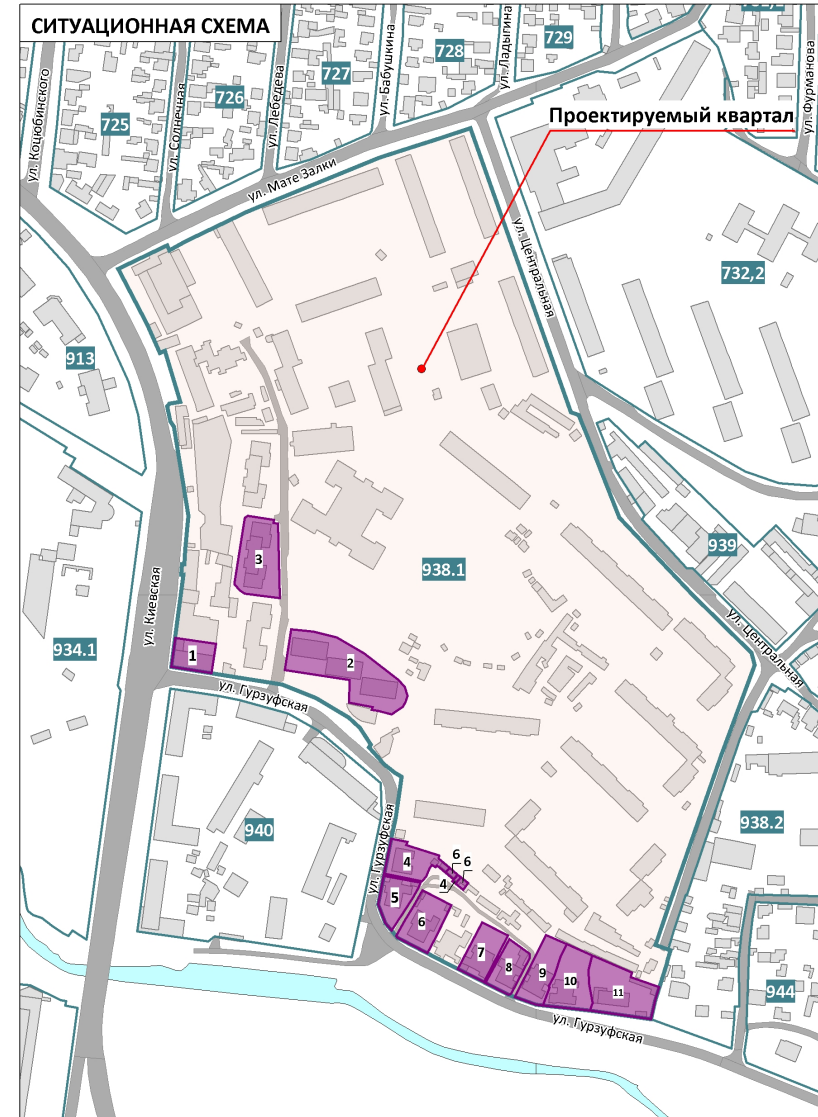 СИТУАЦИОННАЯ СХЕМА
729
728
727
726
725
ул. Коцюбинского
ул. Солнечная
ул. Лебедева
ул. Бабушкина
ул. Ладыгина
ул. Фурманова
Проектируемый квартал
ул. Мате Залки
ул. Центральная
732,2
913
939
3
938.1
ул. Киевская
934.1
1
2
ул. Центральная
ул. Гурзуфская
940
938.2
ул. Гурзуфская
4
6
6
4
5
6
7
8
9
10
11
944
ул. Гурзуфская